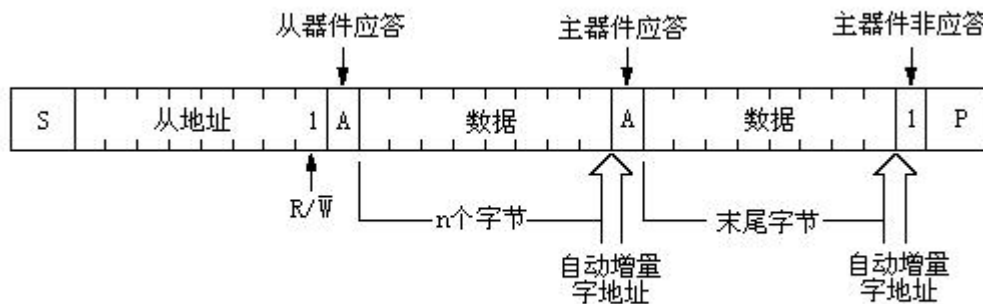 从器件应答 主器件应答 主器件非应答
S 从地址 1 A 数据 A 数据 1 P
R/W̅ n个字节 末尾字节
自动增量 自动增量
字地址 字地址